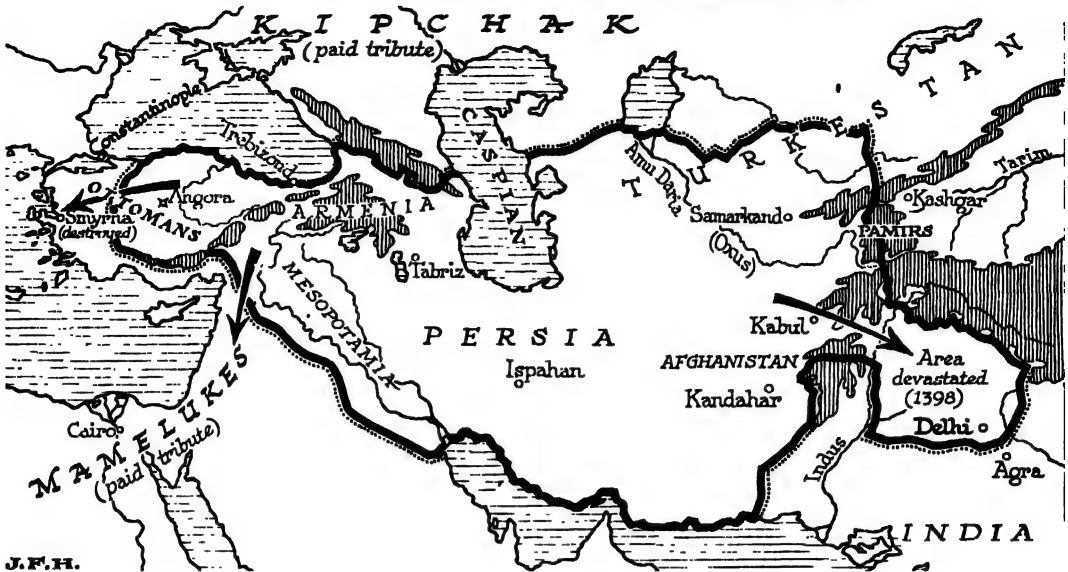 KIPCHAK
(paid tribute)
TURKESTAN
Constantinople
Trebizond
CASPIAN
Amu Daria
Tarim
OTTOMANS
Angora
Smyrna
(destroyed)
ARMENIA
Samarkand
Kashgar
PAMIRS
(Oxus)
Tabriz
MESOPOTAMIA
PERSIA
Ispahan
Kabul
AFGHANISTAN
Kandahar
Area
devastated
(1398)
Delhi
Agra
Indus
Cairo
MAMELUKES
(paid tribute)
INDIA
J.F.H.